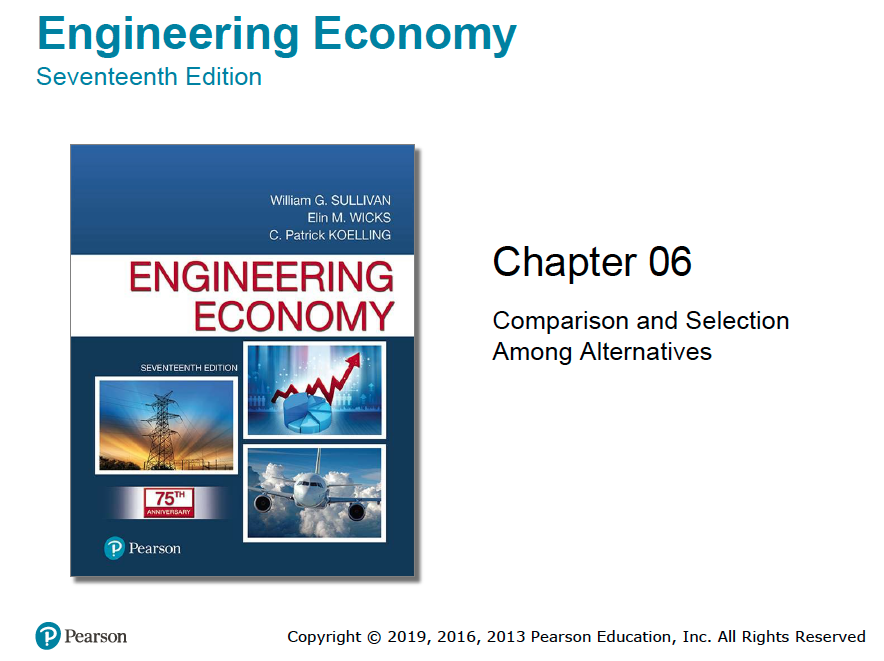 Engineering Economy
Seventeenth Edition
William G. SULLIVAN
Elin M. WICKS
C. Patrick KOELLING
ENGINEERING
ECONOMY
SEVENTEENTH EDITION
75TH
ANNIVERSARY
Pearson
Chapter 06
Comparison and Selection
Among Alternatives
Pearson
Copyright © 2019, 2016, 2013 Pearson Education, Inc. All Rights Reserved